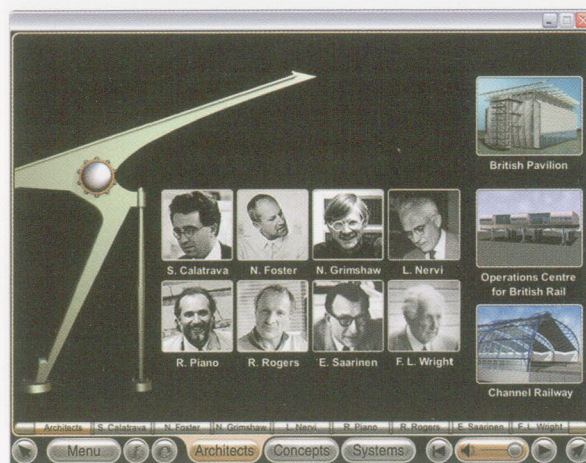 British Pavilion
S. Calatrava N. Foster N. Grimshaw L. Nervi
Operations Centre
for British Rail
R. Piano R. Rogers E. Saarinen F. L. Wright
Channel Railway
Architects S. Calatrava N. Foster N. Grimshaw L. Nervi R. Piano R. Rogers E. Saarinen F. L. Wright
Menu i Architects Concepts Systems